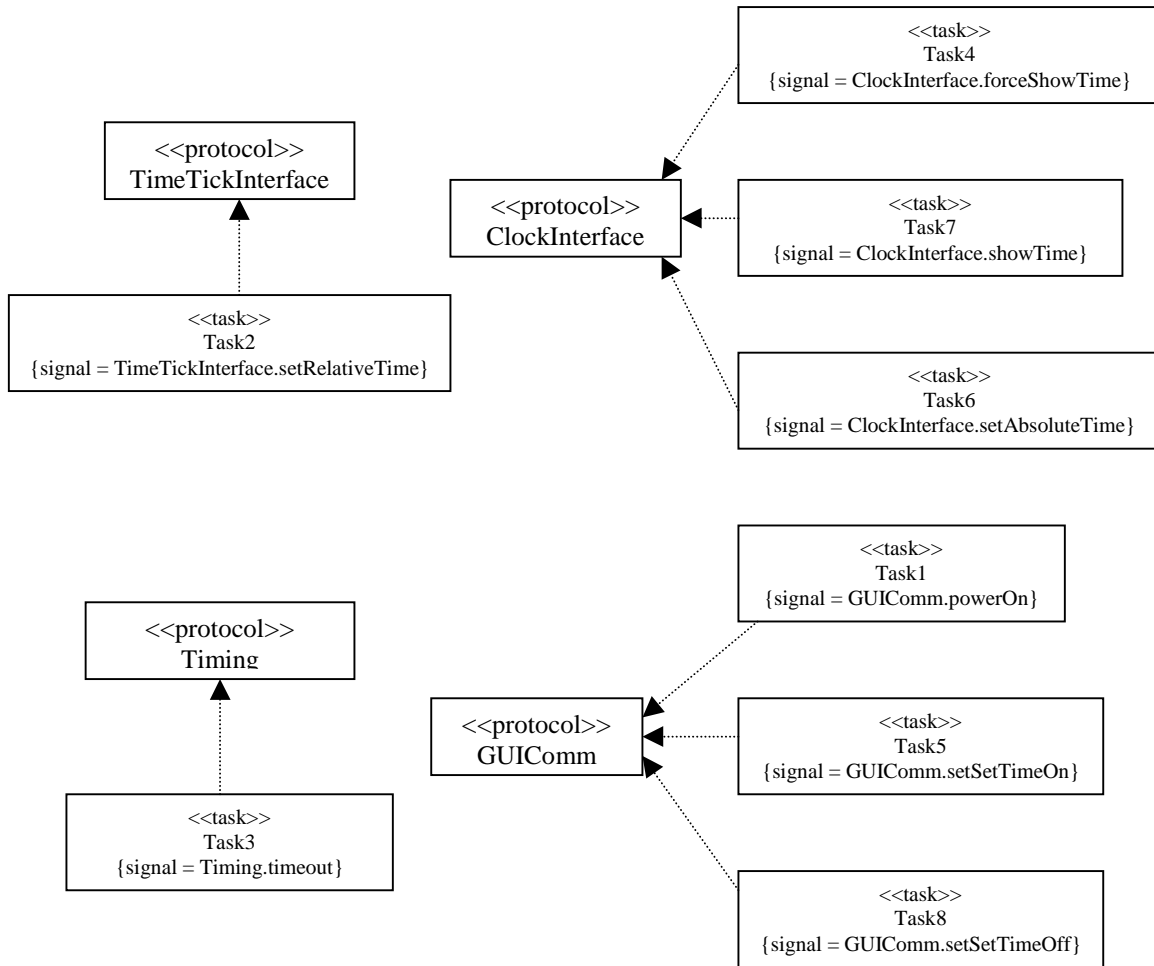 <<task>>
Task4
{signal = ClockInterface.forceShowTime}
<<protocol>>
TimeTickInterface
<<protocol>>
ClockInterface
<<task>>
Task7
{signal = ClockInterface.showTime}
<<task>>
Task2
{signal = TimeTickInterface.setRelativeTime}
<<task>>
Task6
{signal = ClockInterface.setAbsoluteTime}
<<task>>
Task1
{signal = GUIComm.powerOn}
<<protocol>>
Timing
<<protocol>>
GUIComm
<<task>>
Task5
{signal = GUIComm.setSetTimeOn}
<<task>>
Task3
{signal = Timing.timeout}
<<task>>
Task8
{signal = GUIComm.setSetTimeOff}